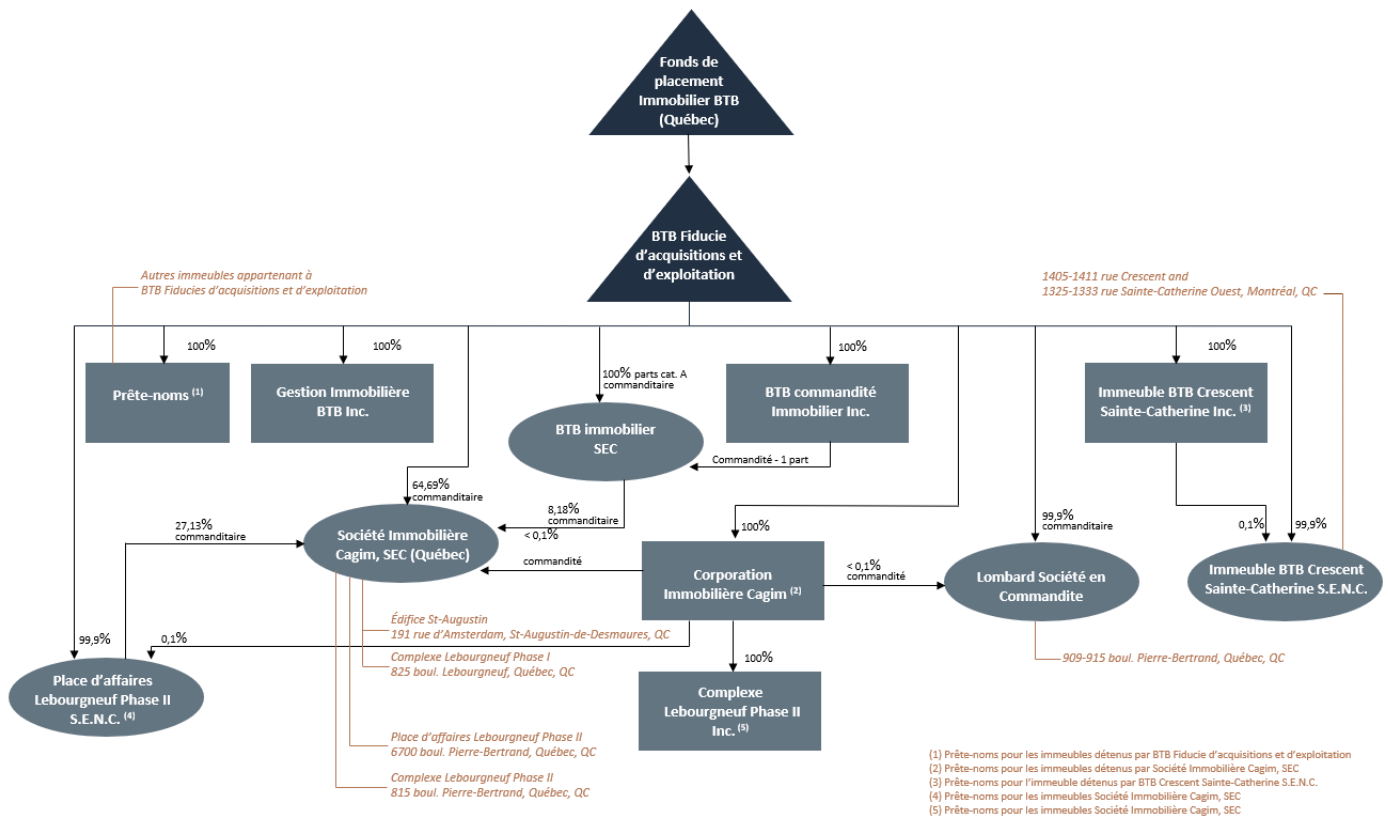 Fonds de
placement
Immobilier BTB
(Québec)
BTB Fiducie
d'acquisitions et
d'exploitation
Autres immeubles appartenant à
BTB Fiducies d'acquisitions et d'exploitation
1405-1411 rue Crescent and
1325-1333 rue Sainte-Catherine Ouest, Montréal, QC
100%
100%
100% parts cat. A
commanditaire
100%
100%
Prête-noms (1)
Gestion Immobilière
BTB Inc.
BTB immobilier
SEC
BTB commandité
Immobilier Inc.
Immeuble BTB Crescent
Sainte-Catherine Inc. (3)
Commandité - 1 part
64,69%
commanditaire
8,18%
commanditaire
< 0,1%
commandité
27,13%
commanditaire
Société Immobilière
Cagim, SEC (Québec)
100%
99,9%
commanditaire
0,1%
99,9%
Corporation
Immobilière Cagim (2)
< 0,1%
commandité
Lombard Société en
Commandite
Immeuble BTB Crescent
Sainte-Catherine S.E.N.C.
Édifice St-Augustin
191 rue d'Amsterdam, St-Augustin-de-Desmaures, QC
99,9%
0,1%
Complexe Lebourgneuf Phase I
825 boul. Lebourgneuf, Québec, QC
100%
909-915 boul. Pierre-Bertrand, Québec, QC
Place d'affaires
Lebourgneuf Phase II
S.E.N.C. (4)
Complexe
Lebourgneuf Phase II
Inc. (5)
Place d'affaires Lebourgneuf Phase II
6700 boul. Pierre-Bertrand, Québec, QC
Complexe Lebourgneuf Phase II
815 boul. Pierre-Bertrand, Québec, QC
(1) Prête-noms pour les immeubles détenus par BTB Fiducie d'acquisitions et d'exploitation
(2) Prête-noms pour les immeubles détenus par Société Immobilière Cagim, SEC
(3) Prête-noms pour l'immeuble détenus par BTB Crescent Sainte-Catherine S.E.N.C.
(4) Prête-noms pour les immeubles Société Immobilière Cagim, SEC
(5) Prête-noms pour les immeubles Société Immobilière Cagim, SEC